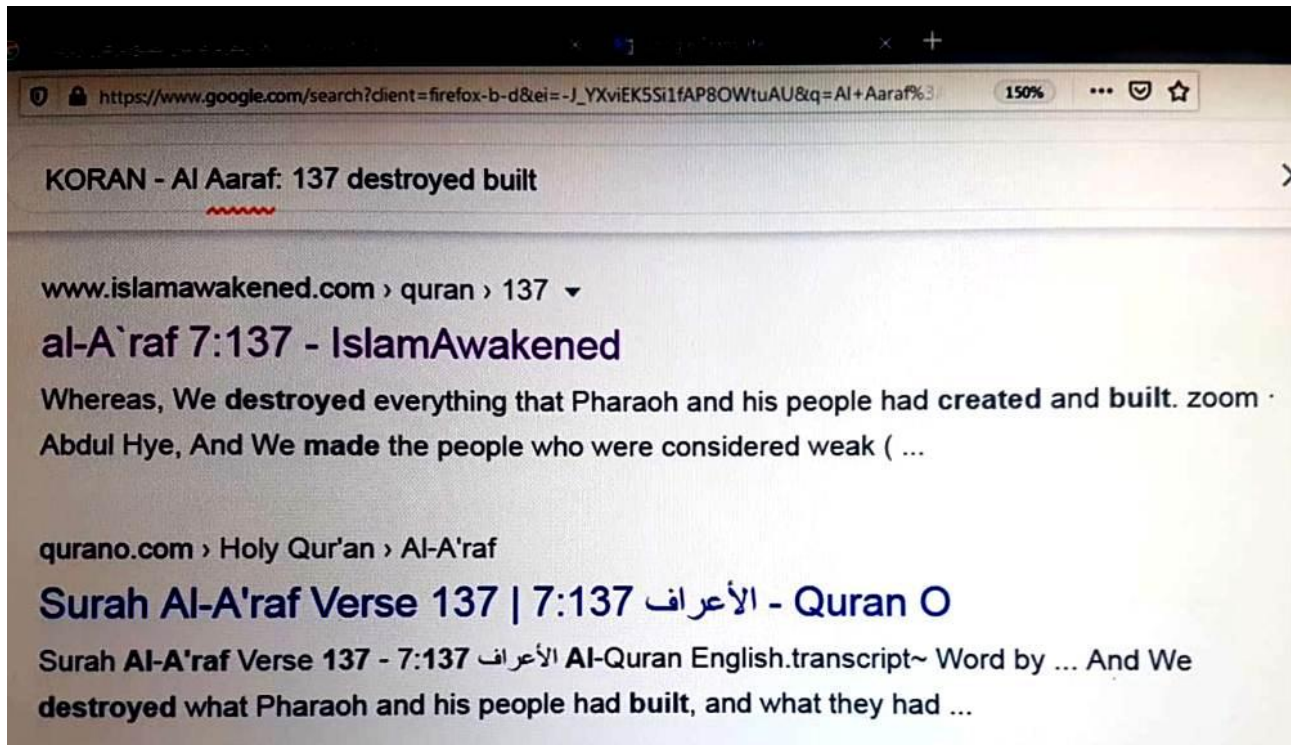 https://www.google.com/search?client=firefox-b-d&ei=-J_YXviEK5Si1fAP8OWtuAU&q=Al+Aaraf%3A
150%
KORAN - Al Aaraf: 137 destroyed built
www.islamawakened.com › quran › 137
al-A`raf 7:137 - IslamAwakened
Whereas, We destroyed everything that Pharaoh and his people had created and built. zoom ·
Abdul Hye, And We made the people who were considered weak ( ...
qurano.com › Holy Qur'an › Al-A'raf
Surah Al-A'raf Verse 137 | 7:137 الأعراف - Quran O
Surah Al-A'raf Verse 137 - 7:137 الأعراف Al-Quran English.transcript~ Word by ... And We
destroyed what Pharaoh and his people had built, and what they had ...